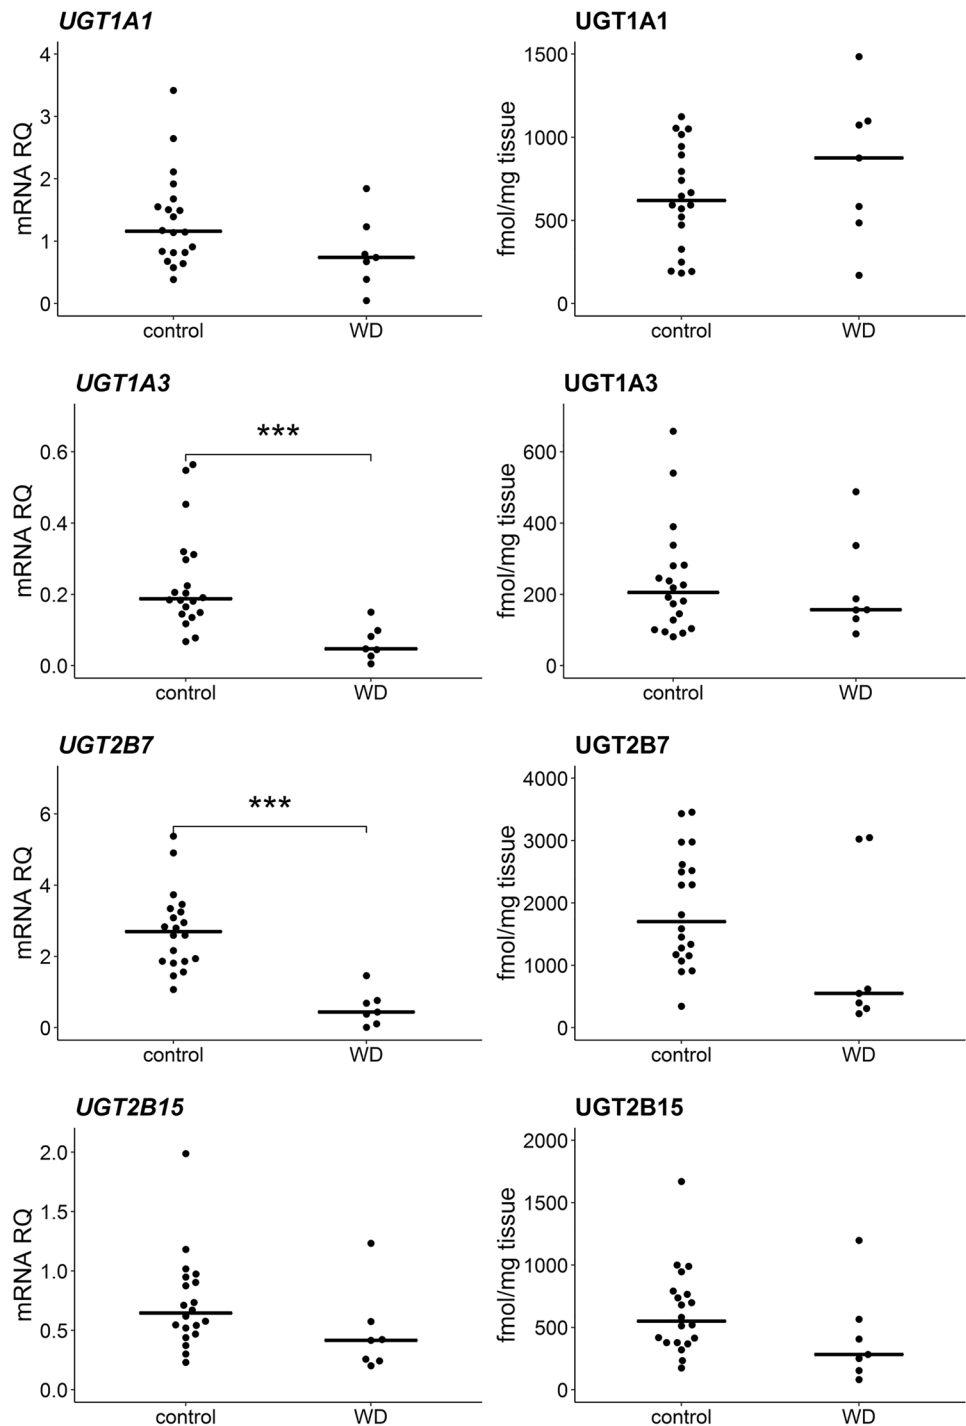 UGT1A1
mRNA RQ
4
3
2
1
0
control WD
UGT1A1
fmol/mg tissue
1500
1000
500
0
control WD
UGT1A3
mRNA RQ
0.6
0.4
0.2
0.0
***
control WD
UGT1A3
fmol/mg tissue
600
400
200
0
control WD
UGT2B7
mRNA RQ
6
4
2
0
***
control WD
UGT2B7
fmol/mg tissue
4000
3000
2000
1000
0
control WD
UGT2B15
mRNA RQ
2.0
1.5
1.0
0.5
0.0
control WD
UGT2B15
fmol/mg tissue
2000
1500
1000
500
0
control WD